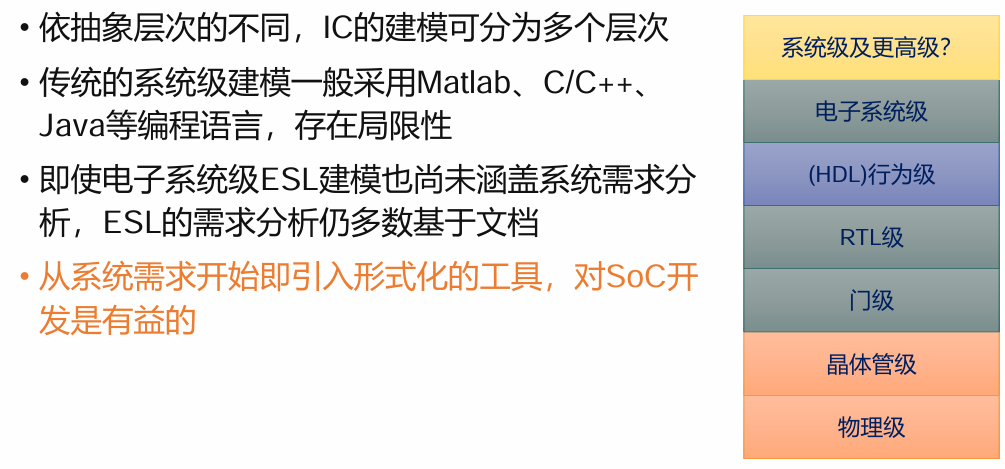 • 依抽象层次的不同，IC的建模可分为多个层次
• 传统的系统级建模一般采用Matlab、C/C++、
Java等编程语言，存在局限性
• 即使电子系统级ESL建模也尚未涵盖系统需求分
析，ESL的需求分析仍多数基于文档
• 从系统需求开始即引入形式化的工具，对SoC开
发是有益的
系统级及更高级？
电子系统级
(HDL)行为级
RTL级
门级
晶体管级
物理级